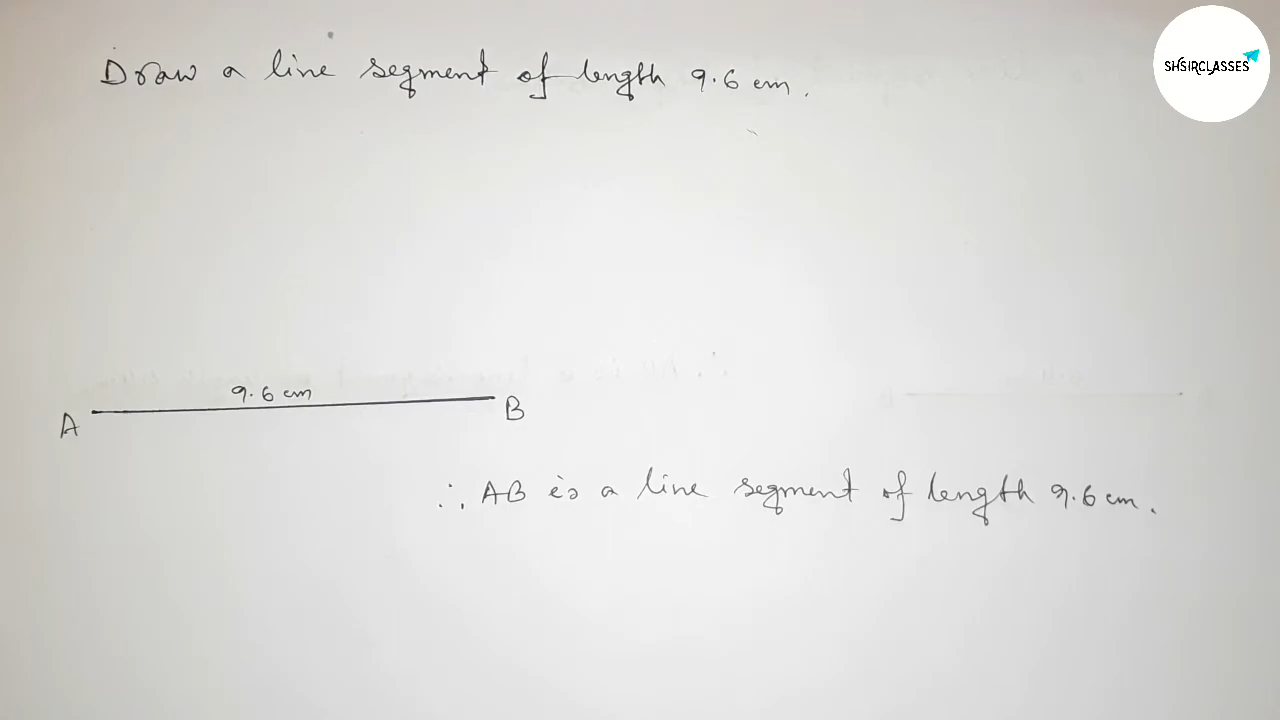 Draw a line segment of length 9.6 cm.
SHSIRCLASSES
9.6 cm
A
B
∴ AB is a line segment of length 9.6 cm.